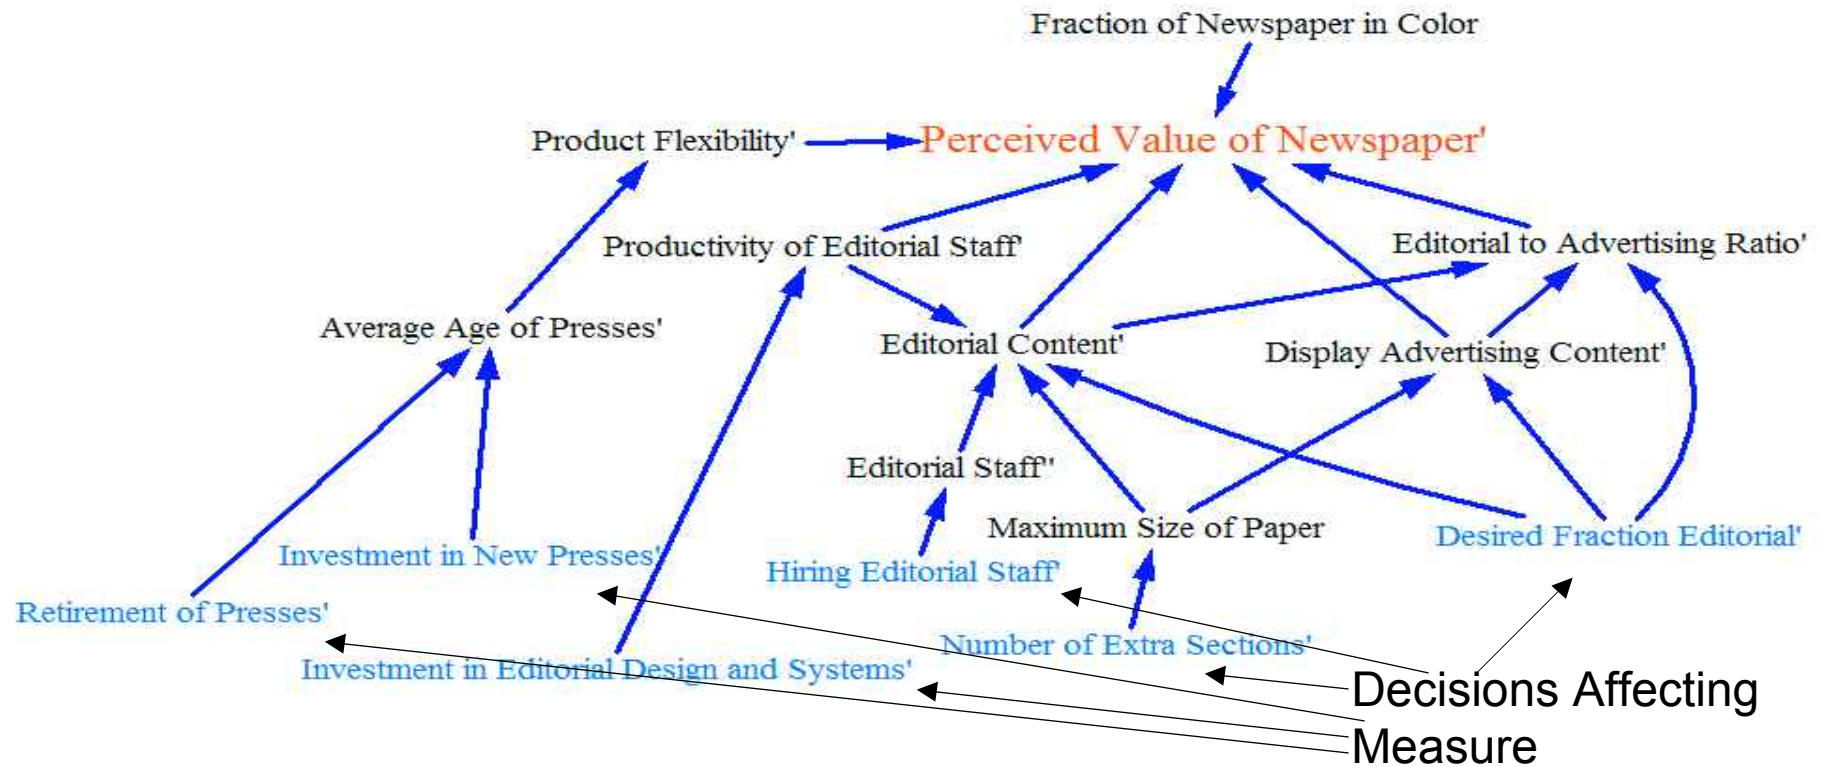 Fraction of Newspaper in Color
Product Flexibility'
Perceived Value of Newspaper'
Productivity of Editorial Staff'
Editorial to Advertising Ratio'
Average Age of Presses'
Editorial Content'
Display Advertising Content'
Editorial Staff''
Maximum Size of Paper
Desired Fraction Editorial'
Investment in New Presses'
Hiring Editorial Staff'
Retirement of Presses'
Number of Extra Sections'
Investment in Editorial Design and Systems'
Decisions Affecting
Measure